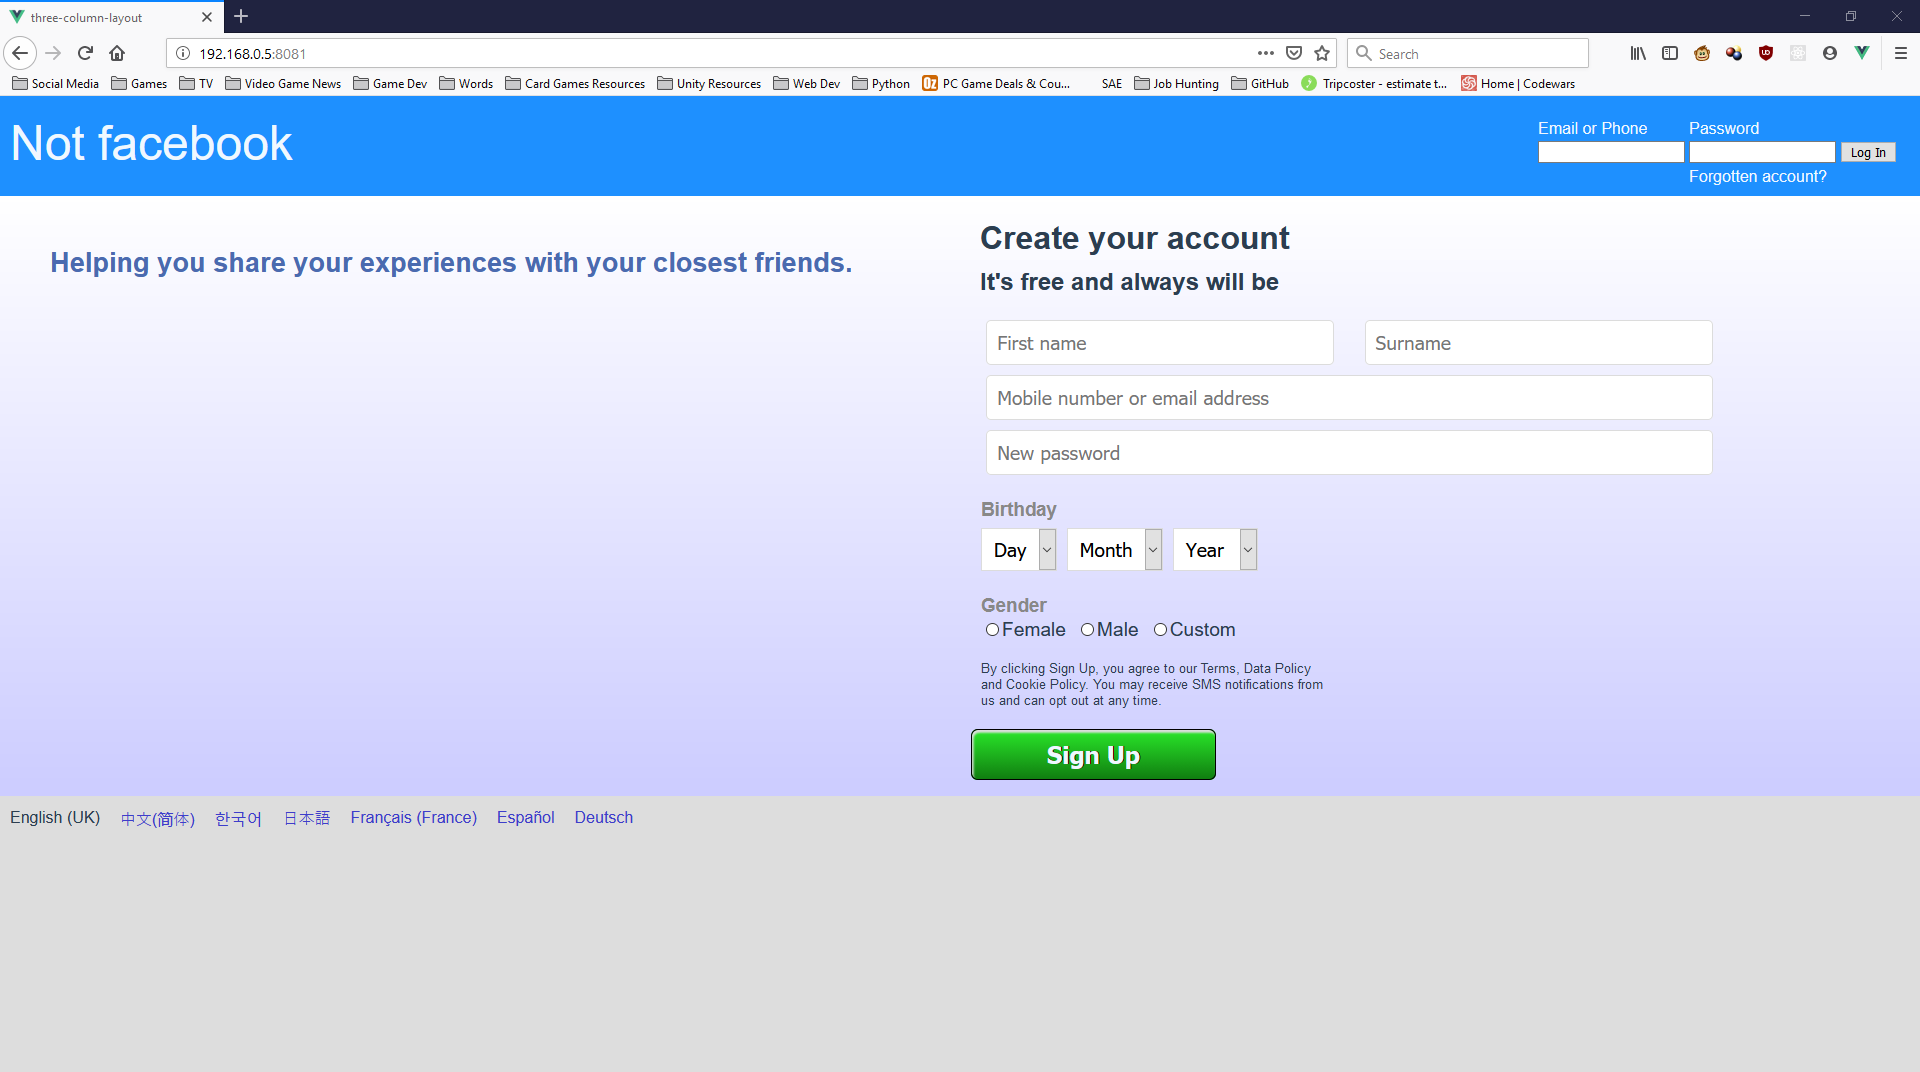 three-column-layout
192.168.0.5:8081
Search
Social Media Games TV Video Game News Game Dev Words Card Games Resources Unity Resources Web Dev Python PC Game Deals & Cou... SAE Job Hunting GitHub Tripcoster - estimate t... Home | Codewars
Not facebook
Email or Phone Password
Log In
Forgotten account?
Helping you share your experiences with your closest friends.
Create your account
It's free and always will be
First name Surname
Mobile number or email address
New password
Birthday
Day Month Year
Gender
Female Male Custom
By clicking Sign Up, you agree to our Terms, Data Policy
and Cookie Policy. You may receive SMS notifications from
us and can opt out at any time.
Sign Up
English (UK) 中文(简体) 한국어 日本語 Français (France) Español Deutsch